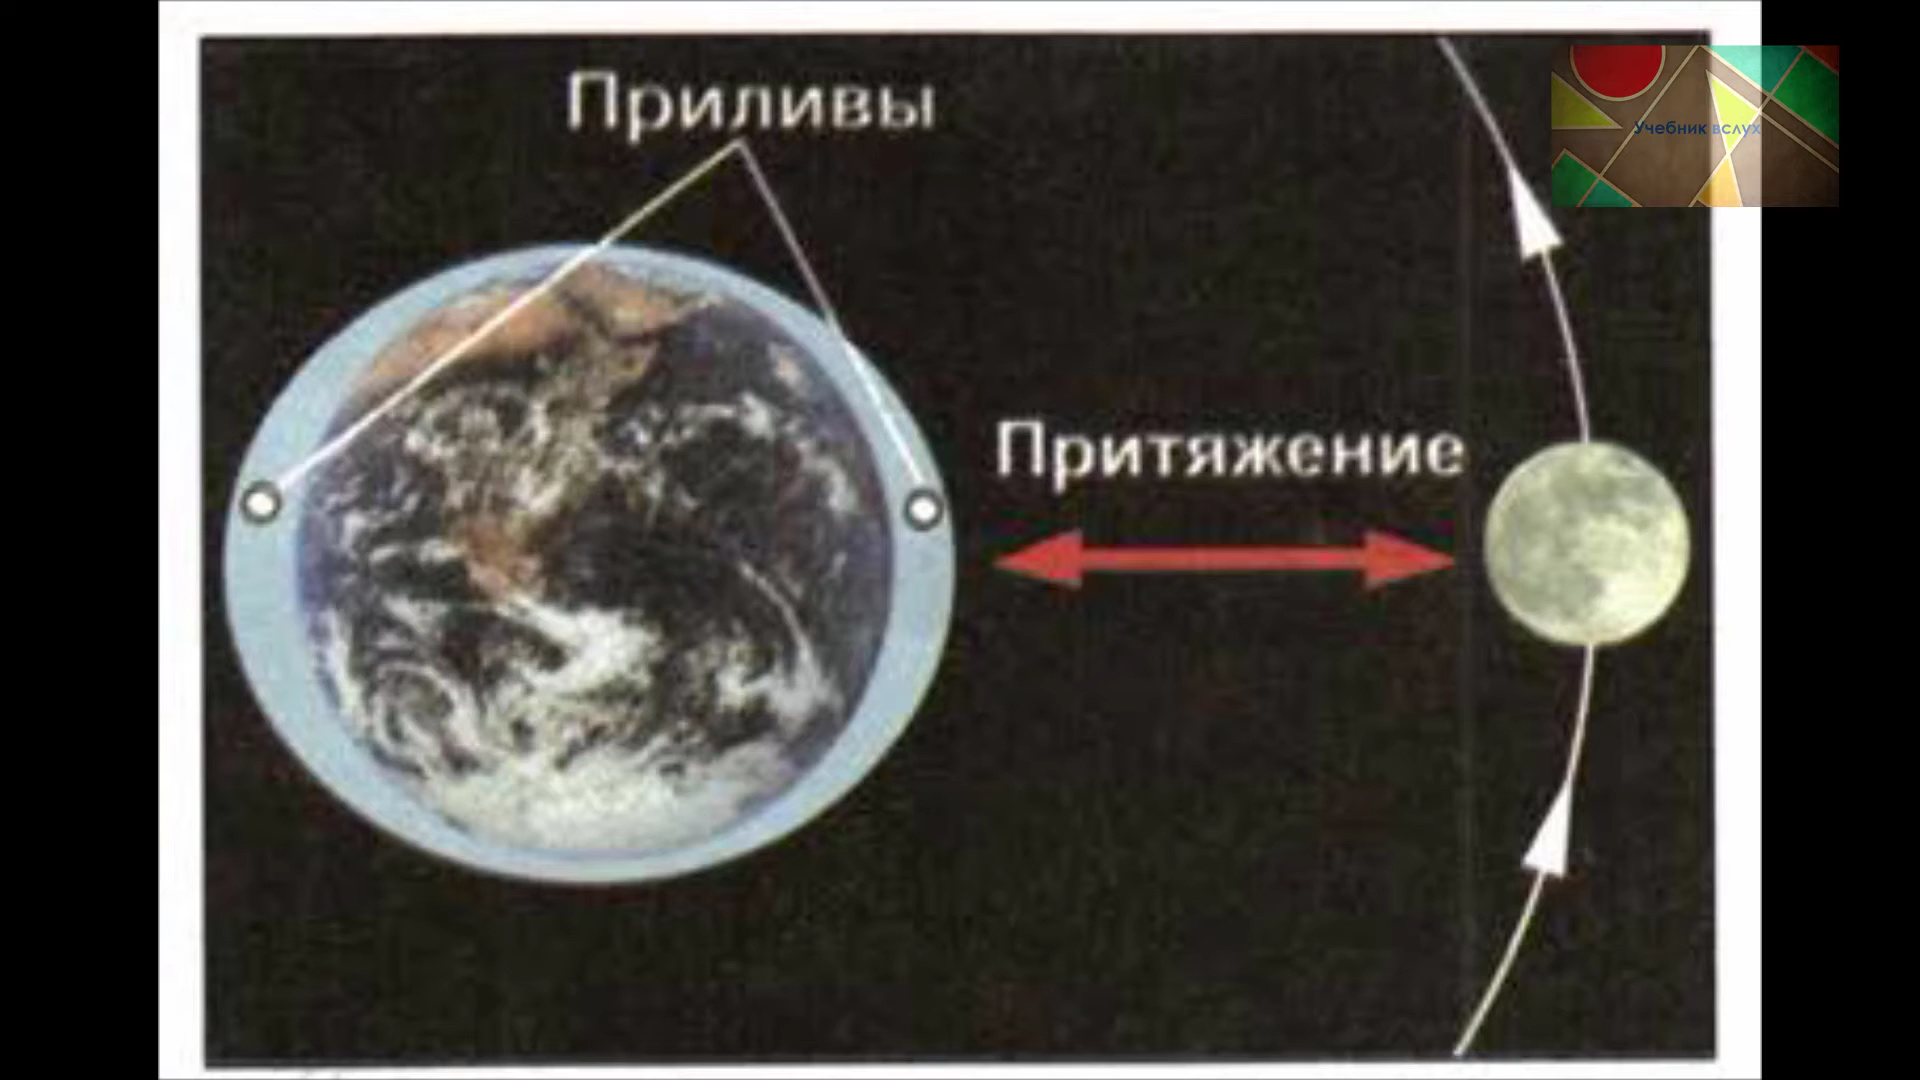 Приливы
Учебник вслух
Притяжение